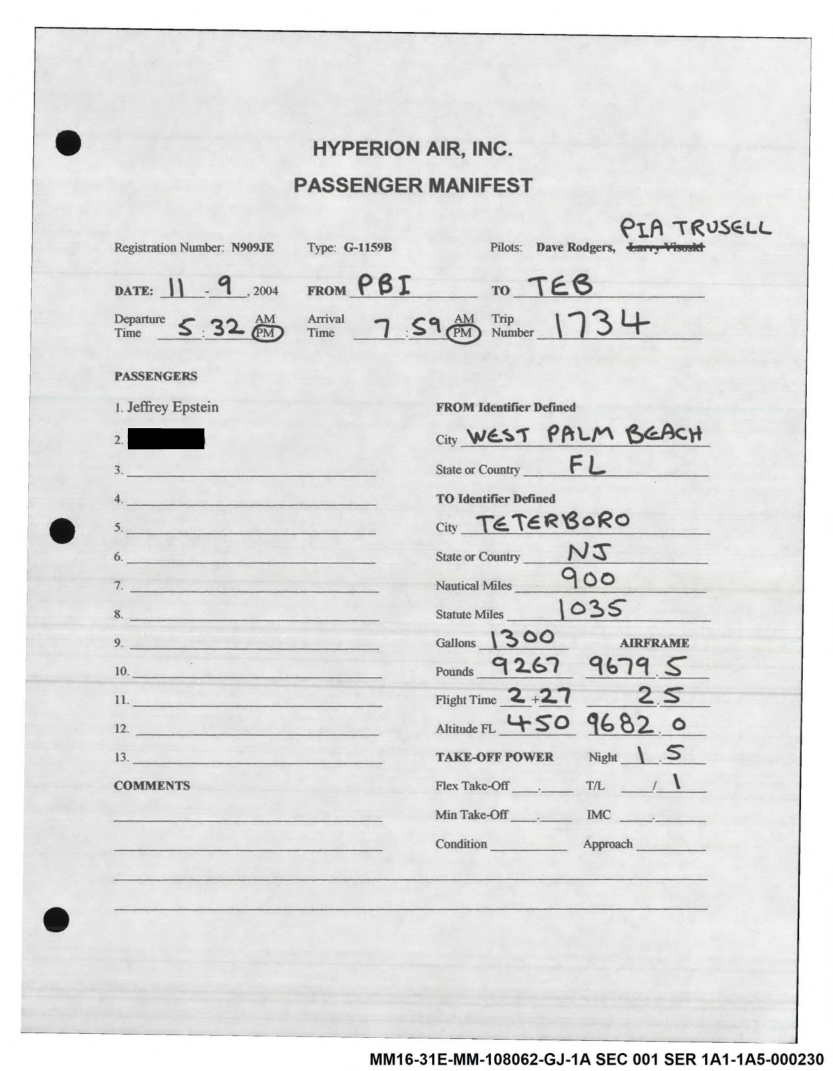 HYPERION AIR, INC.
PASSENGER MANIFEST
PIA TRUSELL
Registration Number: N909JE Type: G-1159B Pilots: Dave Rodgers, Larry Visoski
DATE: 11 - 9 , 2004 FROM PBI TO TEB
Departure Time 5 : 32 AM PM Arrival Time 7 : 59 AM PM Trip Number 1734
PASSENGERS
1. Jeffrey Epstein FROM Identifier Defined
2. City WEST PALM BEACH
3. State or Country FL
4. TO Identifier Defined
5. City TETERBORO
6. State or Country NJ
7. Nautical Miles 900
8. Statute Miles 1035
9. Gallons 1300 AIRFRAME
10. Pounds 9267 9679.5
11. Flight Time 2 + 27 2.5
12. Altitude FL 450 9682.0
13. TAKE-OFF POWER Night 1.5
COMMENTS Flex Take-Off . T/L / 1
Min Take-Off . IMC .
Condition Approach
MM16-31E-MM-108062-GJ-1A SEC 001 SER 1A1-1A5-000230